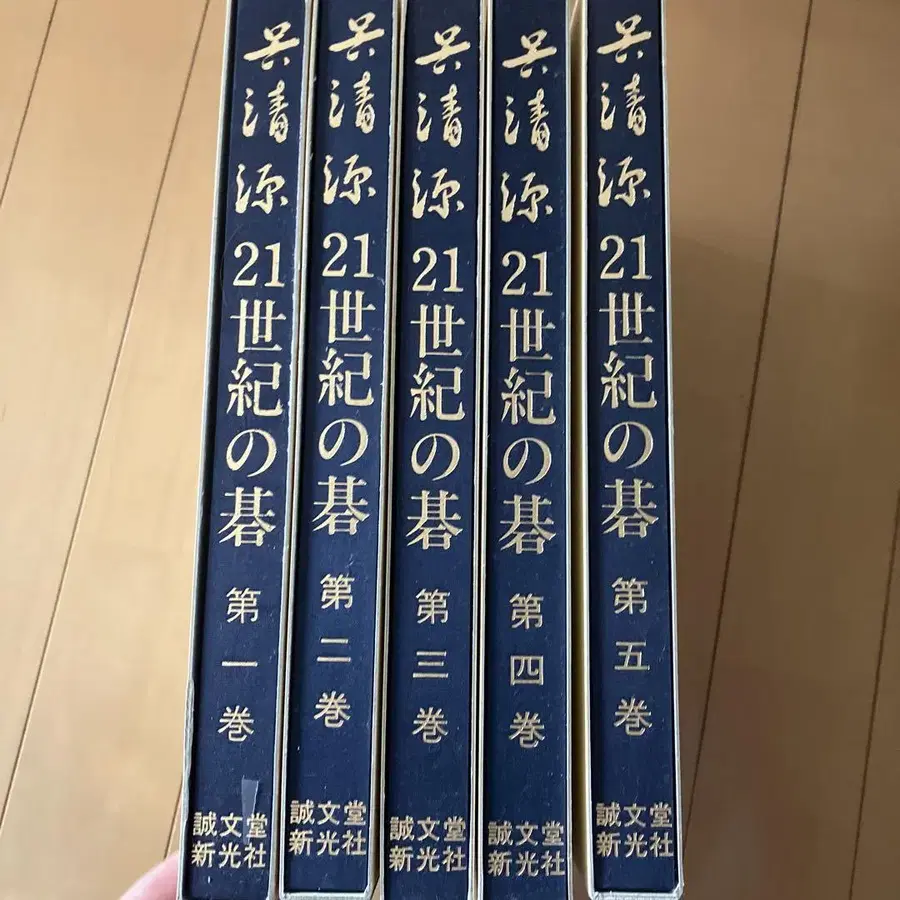 呉清源 21世紀の碁 第一巻
誠文堂
新光社
呉清源 21世紀の碁 第二巻
誠文堂
新光社
呉清源 21世紀の碁 第三巻
誠文堂
新光社
呉清源 21世紀の碁 第四巻
誠文堂
新光社
呉清源 21世紀の碁 第五巻
誠文堂
新光社